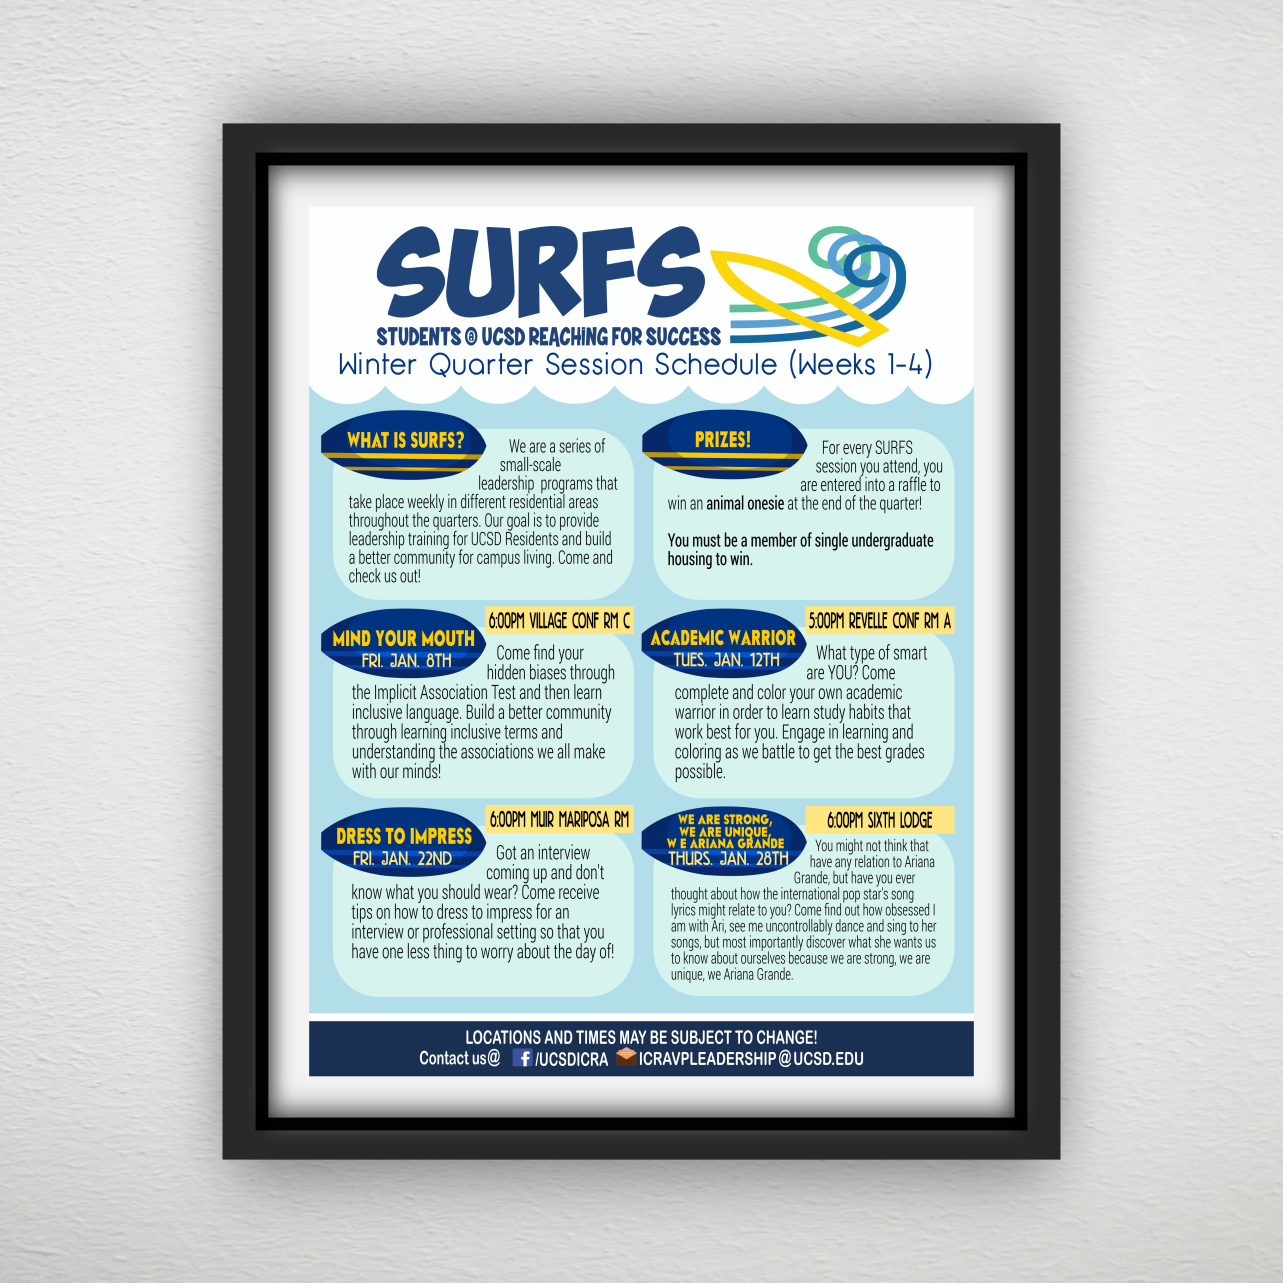 SURFS
STUDENTS @ UCSD REACHING FOR SUCCESS
Winter Quarter Session Schedule (Weeks 1-4)
WHAT IS SURFS?
We are a series of
small-scale
leadership programs that
take place weekly in different residential areas
throughout the quarters. Our goal is to provide
leadership training for UCSD Residents and build
a better community for campus living. Come and
check us out!
PRIZES!
For every SURFS
session you attend, you
are entered into a raffle to
win an animal onesie at the end of the quarter!
You must be a member of single undergraduate
housing to win.
6:00PM VILLAGE CONF RM C
MIND YOUR MOUTH
FRI. JAN. 8TH
Come find your
hidden biases through
the Implicit Association Test and then learn
inclusive language. Build a better community
through learning inclusive terms and
understanding the associations we all make
with our minds!
5:00PM REVELLE CONF RM A
ACADEMIC WARRIOR
TUES. JAN. 12TH
What type of smart
are YOU? Come
complete and color your own academic
warrior in order to learn study habits that
work best for you. Engage in learning and
coloring as we battle to get the best grades
possible.
6:00PM MUIR MARIPOSA RM
DRESS TO IMPRESS
FRI. JAN. 22ND
Got an interview
coming up and don't
know what you should wear? Come receive
tips on how to dress to impress for an
interview or professional setting so that you
have one less thing to worry about the day of!
6:00PM SIXTH LODGE
WE ARE STRONG,
WE ARE UNIQUE,
W E ARIANA GRANDE
THURS. JAN. 28TH
You might not think that
have any relation to Ariana
Grande, but have you ever
thought about how the international pop star's song
lyrics might relate to you? Come find out how obsessed I
am with Ari, see me uncontrollably dance and sing to her
songs, but most importantly discover what she wants us
to know about ourselves because we are strong, we are
unique, we Ariana Grande.
LOCATIONS AND TIMES MAY BE SUBJECT TO CHANGE!
Contact us@ f /UCSDICRA ICRAVPLEADERSHIP@UCSD.EDU